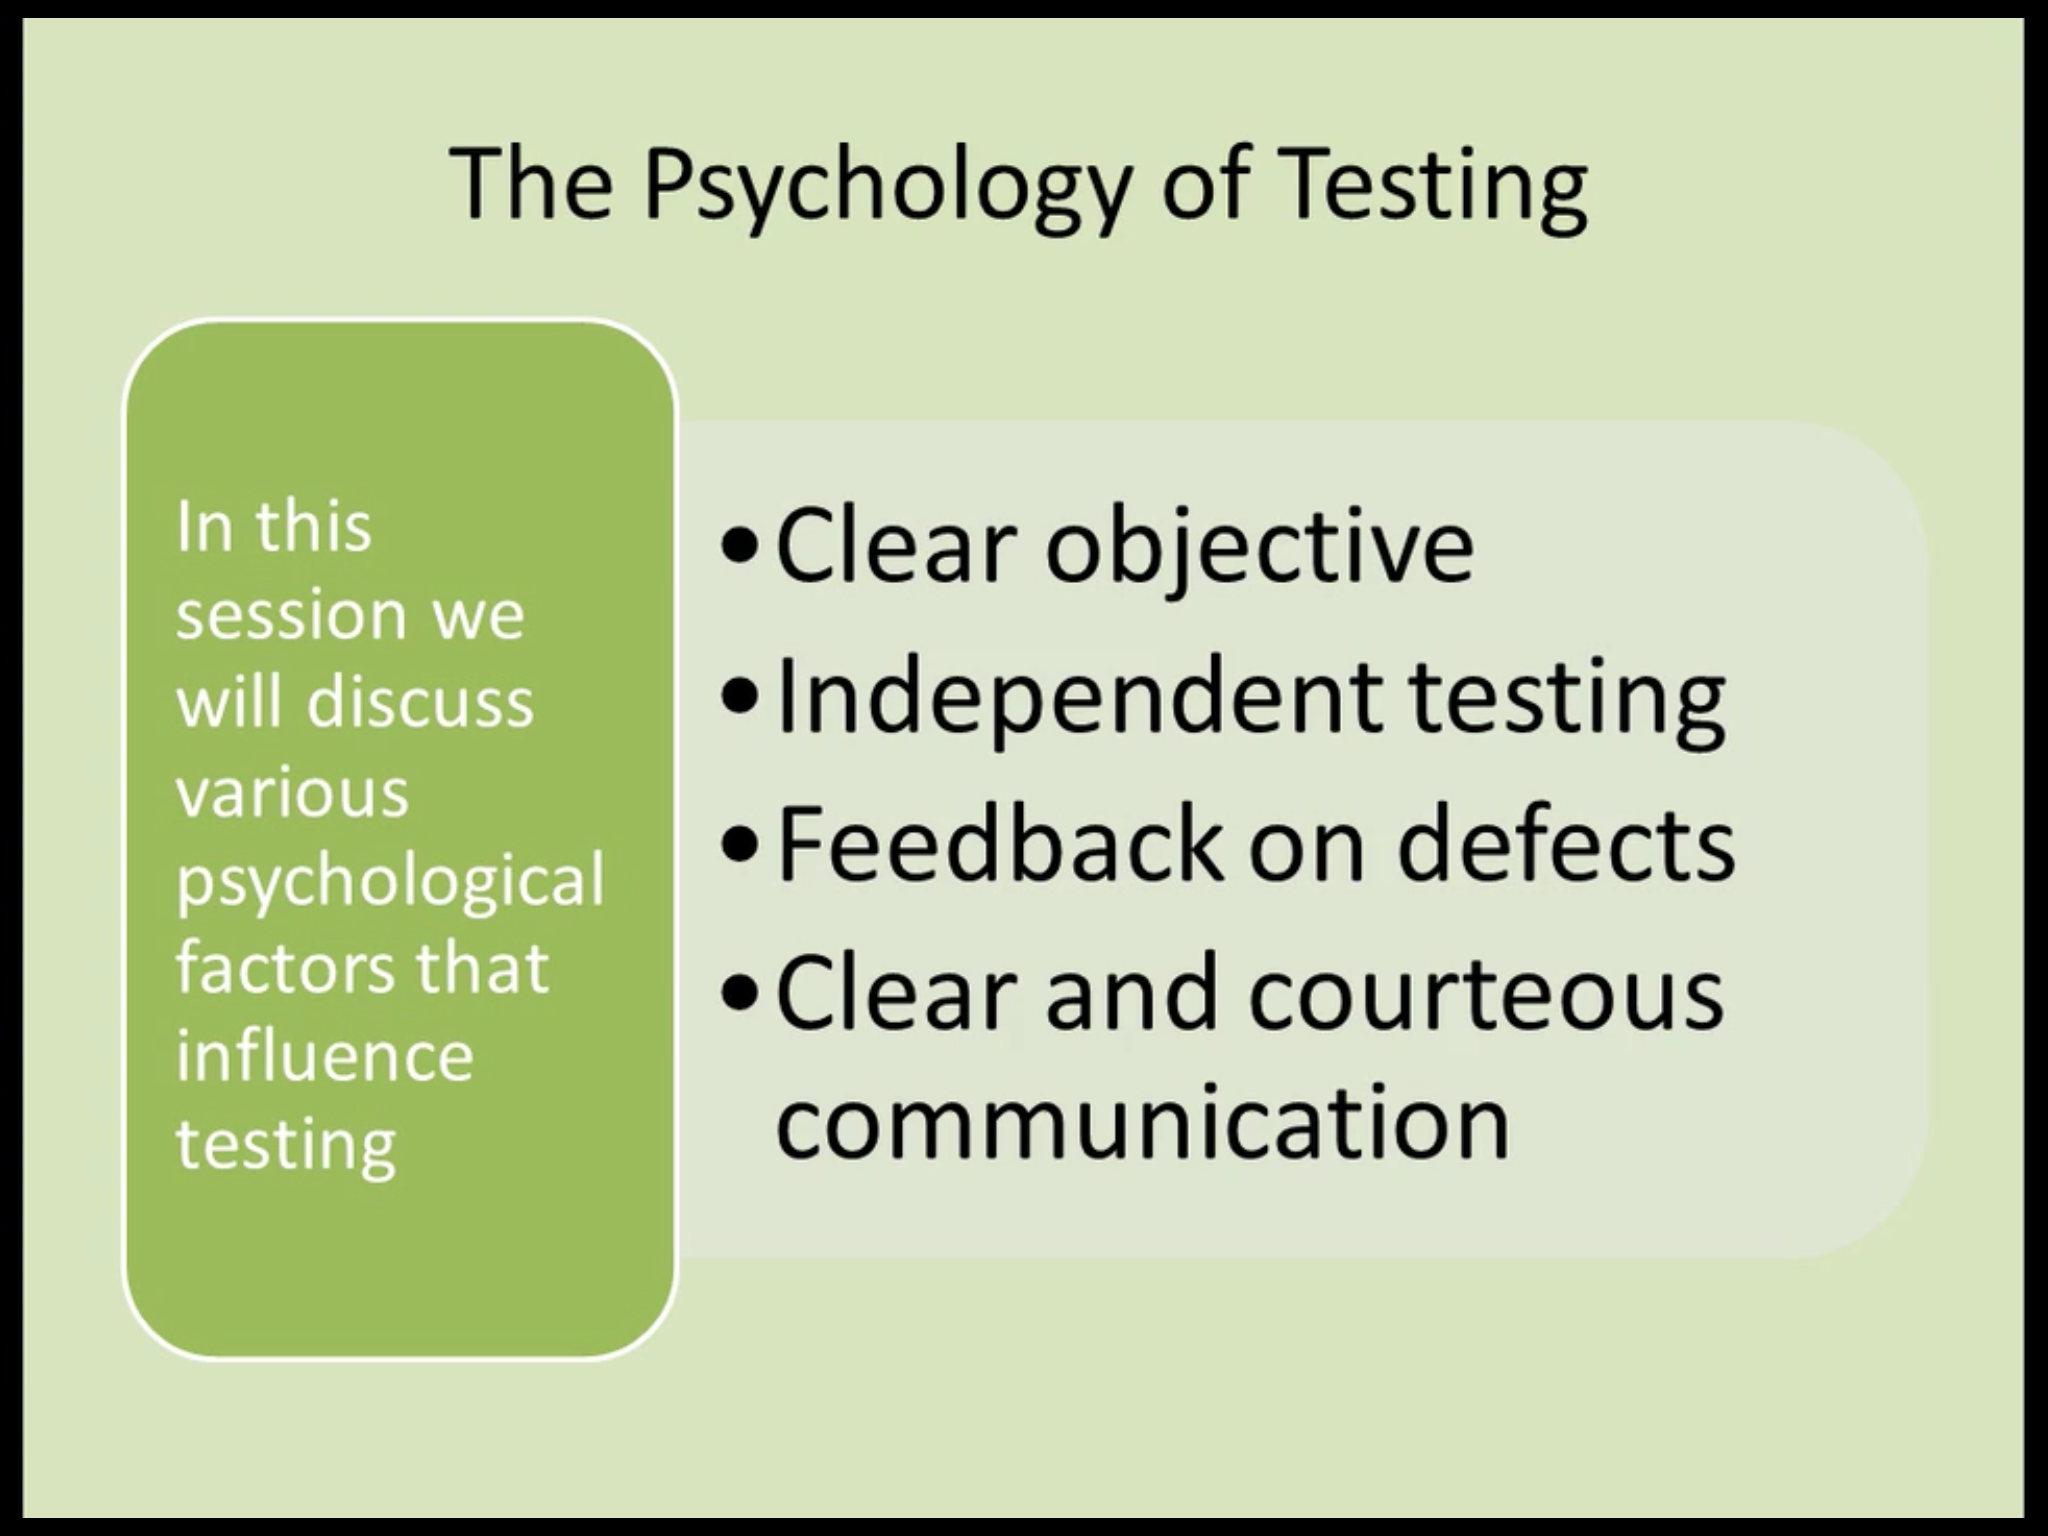 The Psychology of Testing
In this
session we
will discuss
various
psychological
factors that
influence
testing
•Clear objective
•Independent testing
•Feedback on defects
•Clear and courteous
communication